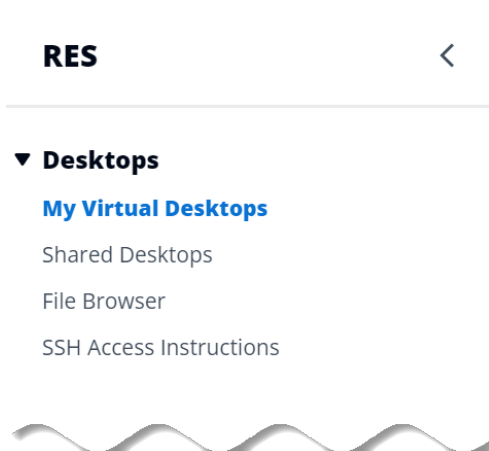 RES
Desktops
My Virtual Desktops
Shared Desktops
File Browser
SSH Access Instructions